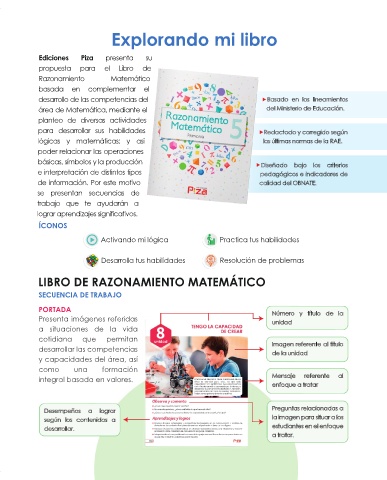 Explorando mi libro
Ediciones Piza presenta su
propuesta para el Libro de
Razonamiento Matemático
basada en complementar el
desarrollo de las competencias del
área de Matemática, mediante el
planteo de diversas actividades
para desarrollar sus habilidades
lógicas y matemáticas; y así
poder relacionar las operaciones
básicas, símbolos y la producción
e interpretación de distintos tipos
de información. Por este motivo
se presentan secuencias de
trabajo que te ayudarán a
lograr aprendizajes significativos.
Razonamiento
Matemático 5
Primaria
Piza
Basado en los lineamientos
del Ministerio de Educación.
Redactado y corregido según
las últimas normas de la RAE.
Diseñado bajo los criterios
pedagógicos e indicadores de
calidad del OBNATE.
ÍCONOS
Activando mi lógica
Practica tus habilidades
Desarrolla tus habilidades
Resolución de problemas
LIBRO DE RAZONAMIENTO MATEMÁTICO
SECUENCIA DE TRABAJO
PORTADA
Presenta imágenes referidas
a situaciones de la vida
cotidiana que permitan
desarrollar las competencias
y capacidades del área, así
como una formación
integral basada en valores.
Desempeños a lograr
según los contenidos a
desarrollar.
8
unidad
TENGO LA CAPACIDAD
DE CREAR
Observo y comento
Aprendizajes y logros
Piza
Número y título de la
unidad
Imagen referente al título
de la unidad
Mensaje referente al
enfoque a tratar
Preguntas relacionadas a
la imagen para situar a los
estudiantes en el enfoque
a tratar.